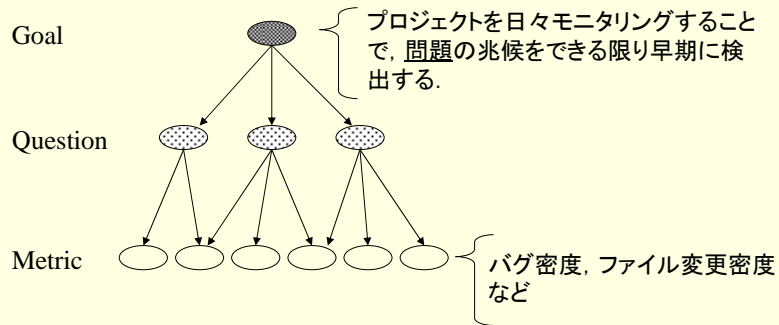 Goal
プロジェクトを日々モニタリングすること
で, 問題の兆候をできる限り早期に検
出する.
Question
Metric
バグ密度, ファイル変更密度
など